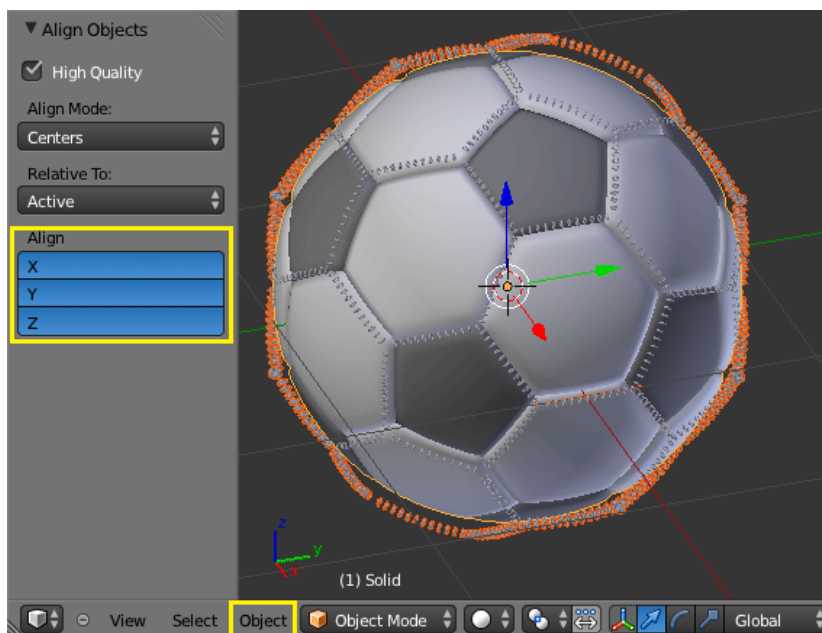 Align Objects
High Quality
Align Mode:
Centers
Relative To:
Active
Align
X
Y
Z
z
y
x
(1) Solid
View Select Object Object Mode Global